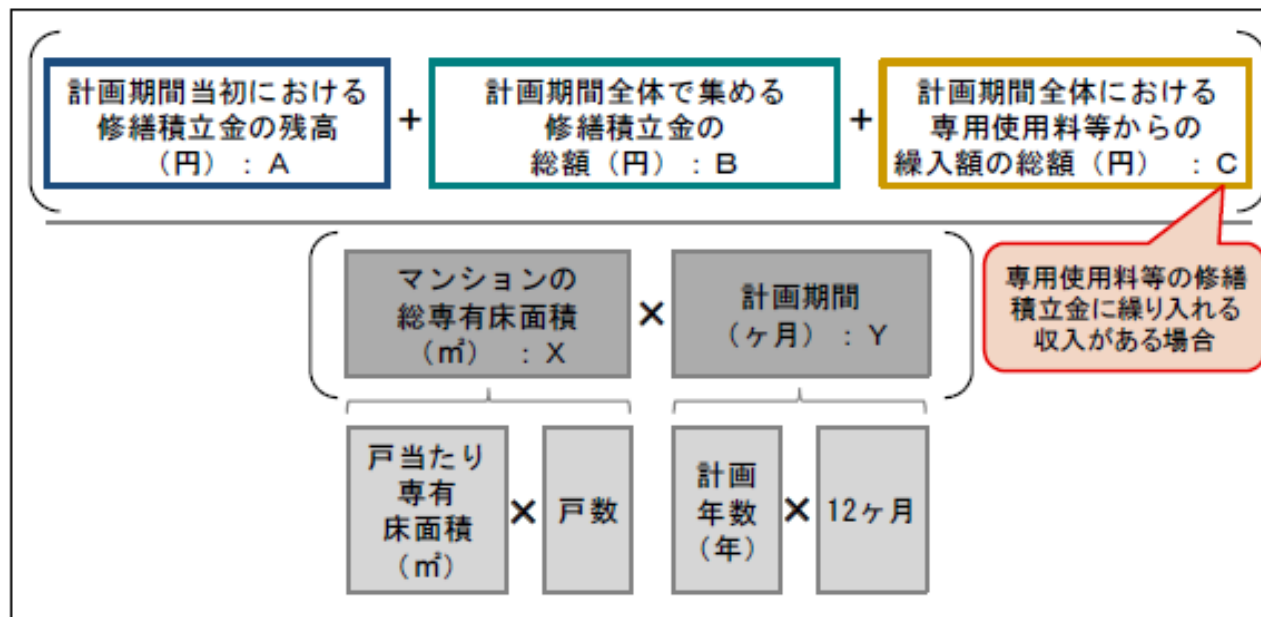 計画期間当初における
修繕積立金の残高
（円）：A
+
計画期間全体で集める
修繕積立金の
総額（円）：B
+
計画期間全体における
専用使用料等からの
繰入額の総額（円）　：C
マンションの
総専有床面積
（㎡）　：X
×
計画期間
（ヶ月）：Y
専用使用料等の修繕
積立金に繰り入れる
収入がある場合
戸当たり
専有
床面積
（㎡）
×
戸数
計画
年数
（年）
×
12ヶ月